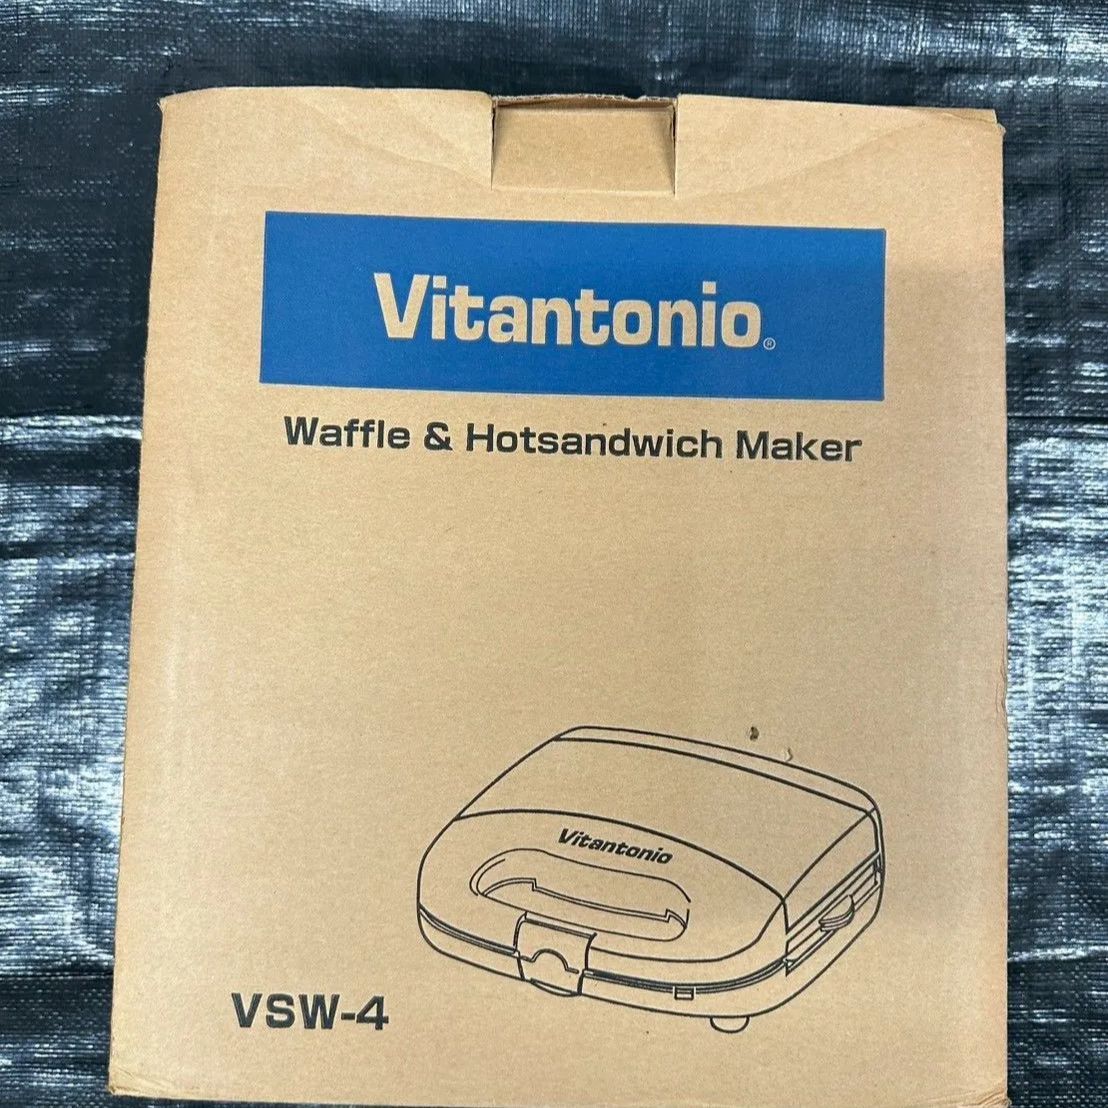 Vitantonio®
Waffle & Hotsandwich Maker
Vitantonio
VSW-4